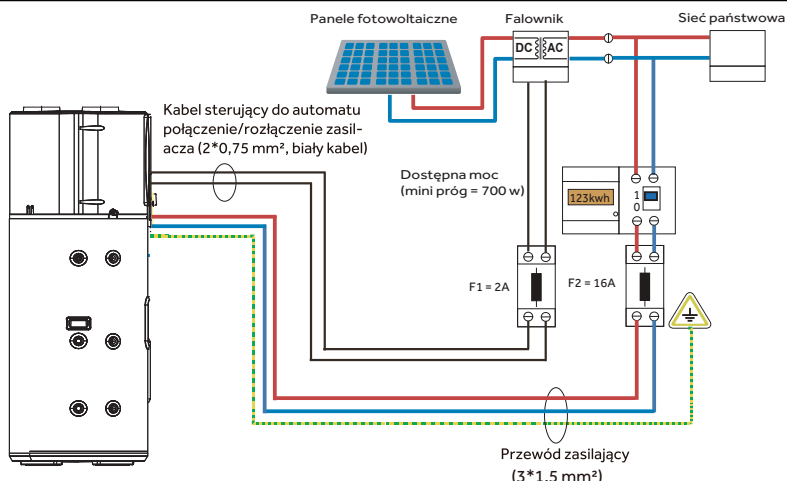 Panele fotowoltaiczne
Falownik
Sieć państwowa
DC AC
Kabel sterujący do automatu
połączenie/rozłączenie zasil-
acza (2*0,75 mm², biały kabel)
Dostępna moc
(mini próg = 700 w)
123kwh
1
0
F1 = 2A
F2 = 16A
Przewód zasilający
(3*1,5 mm²)